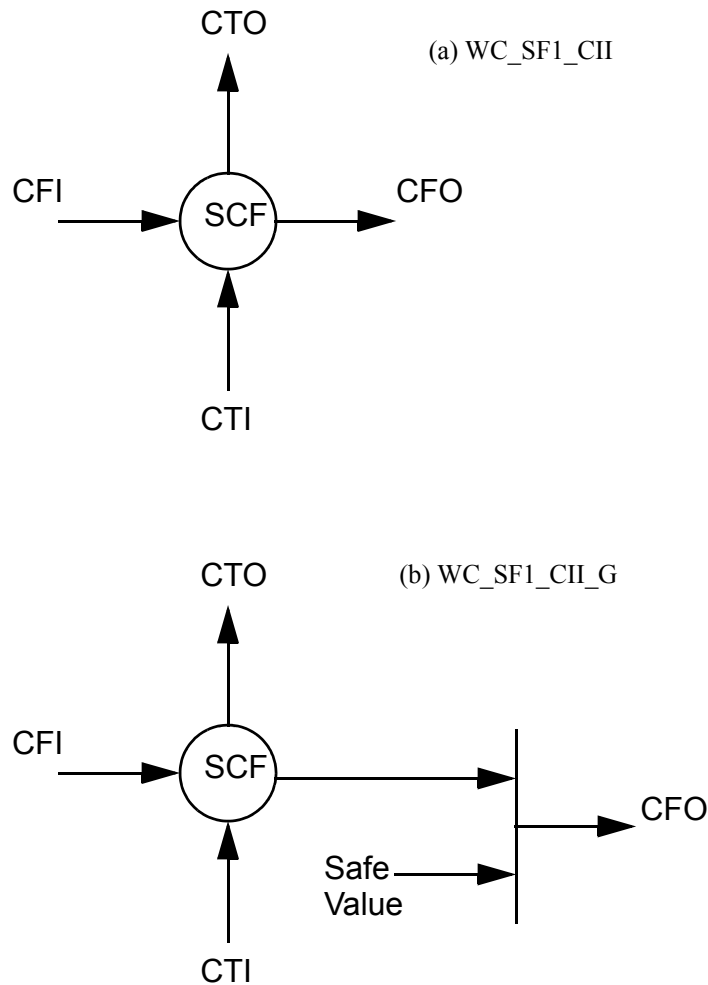 CTO
(a) WC_SF1_CII
CFI
SCF
CFO
CTI
CTO
(b) WC_SF1_CII_G
CFI
SCF
CFO
Safe
Value
CTI